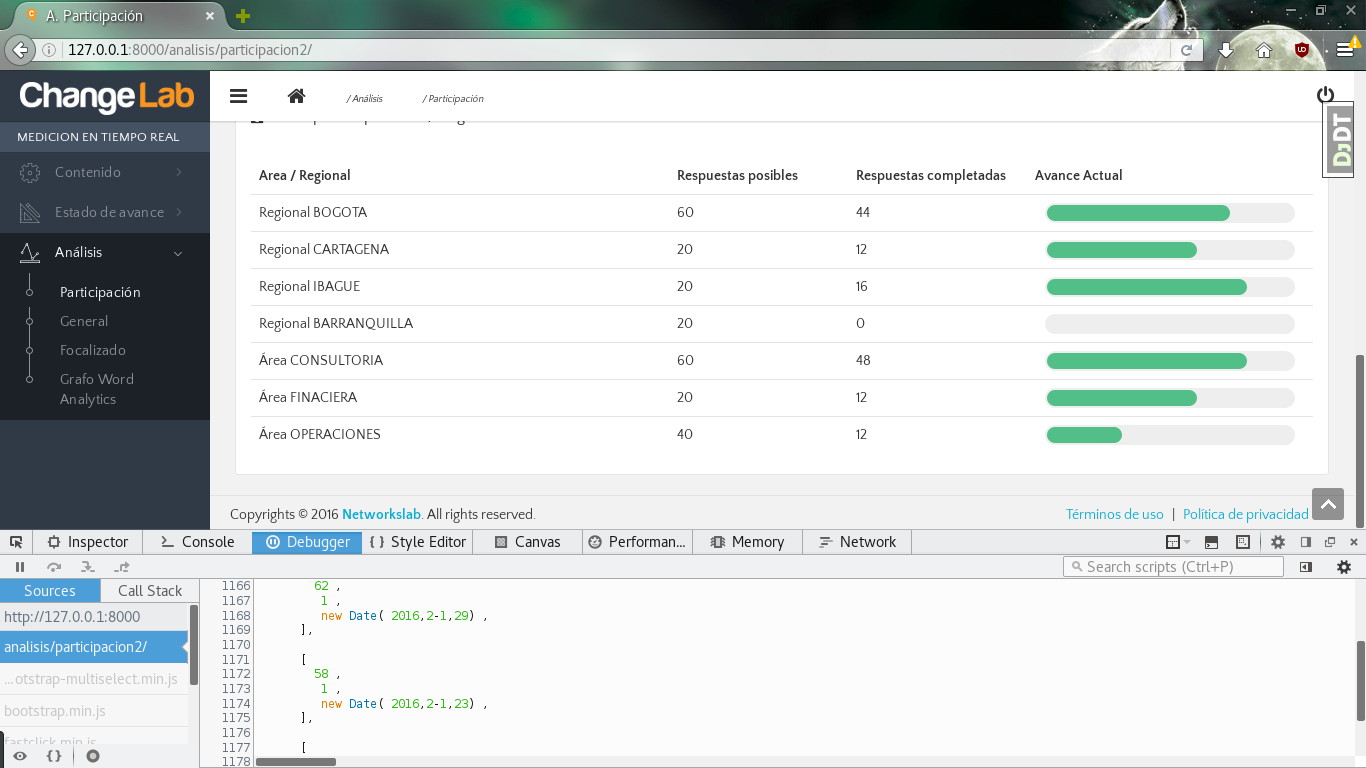 A. Participación
127.0.0.1:8000/analisis/participacion2/
ChangeLab
/ Análisis / Participación
MEDICION EN TIEMPO REAL
DJDT
Contenido
Estado de avance
Análisis
Participación
General
Focalizado
Grafo Word
Analytics
Area / Regional Respuestas posibles Respuestas completadas Avance Actual
Regional BOGOTA 60 44
Regional CARTAGENA 20 12
Regional IBAGUE 20 16
Regional BARRANQUILLA 20 0
Área CONSULTORIA 60 48
Área FINACIERA 20 12
Área OPERACIONES 40 12
Copyrights © 2016 Networkslab. All rights reserved. Términos de uso | Política de privacidad
Inspector Console Debugger { } Style Editor Canvas Performan... Memory Network
Search scripts (Ctrl+P)
Sources Call Stack
http://127.0.0.1:8000
analisis/participacion2/
...otstrap-multiselect.min.js
bootstrap.min.js
fastclick.min.js
{ }
1166 62 ,
1167 1 ,
1168 new Date( 2016,2-1,29) ,
1169 ],
1170
1171 [
1172 58 ,
1173 1 ,
1174 new Date( 2016,2-1,23) ,
1175 ],
1176
1177 [
1178